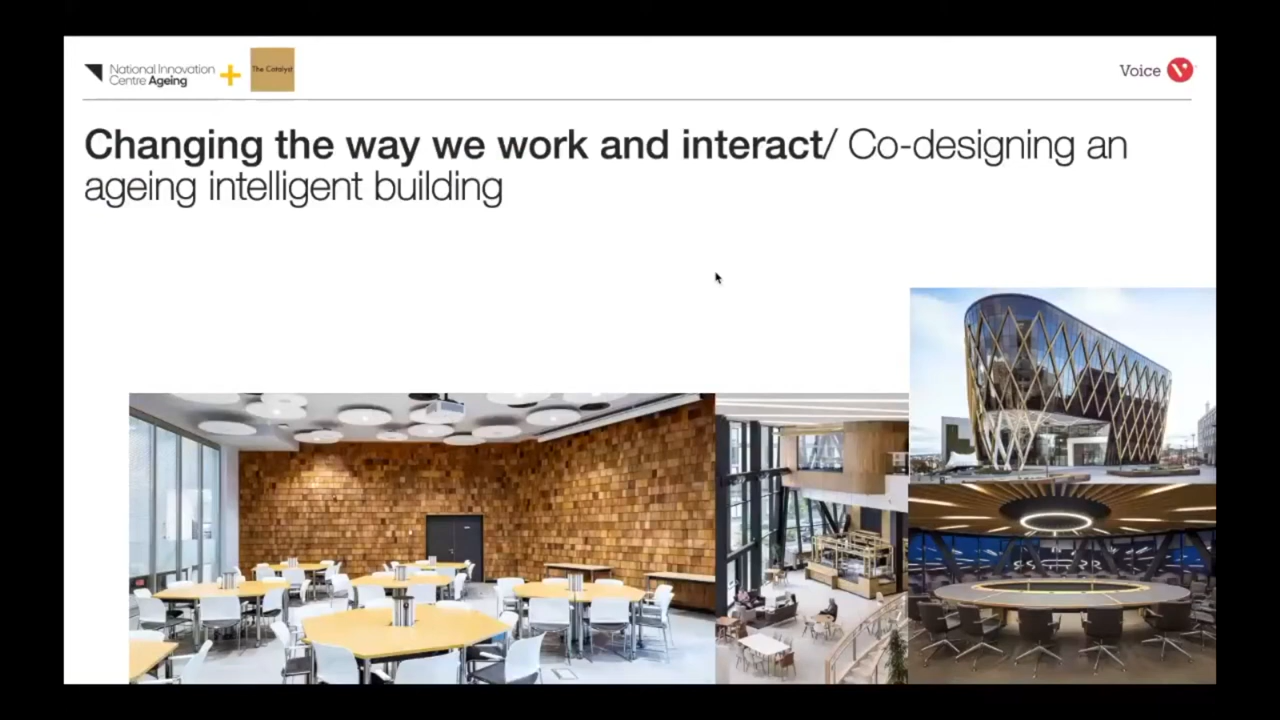 National Innovation
Centre Ageing
The Catalyst
Voice
Changing the way we work and interact/ Co-designing an
ageing intelligent building